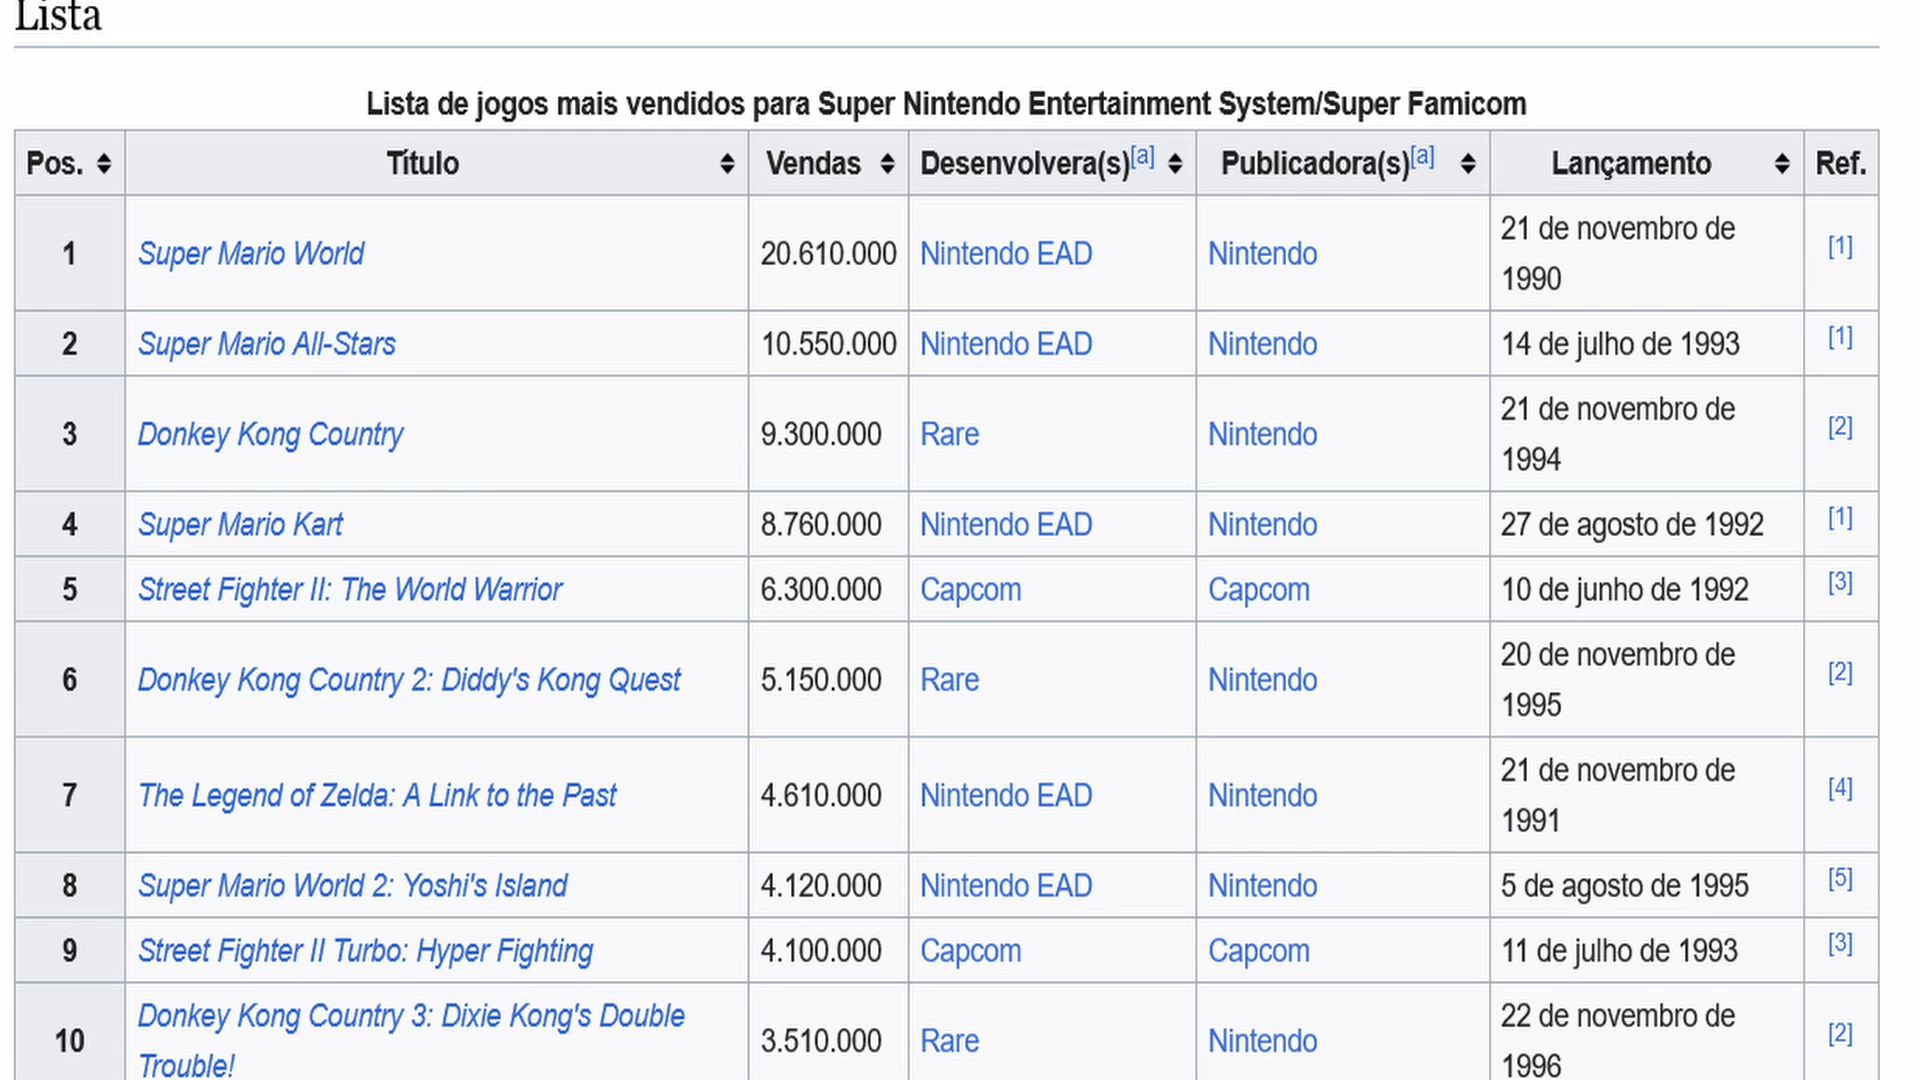 Lista
Lista de jogos mais vendidos para Super Nintendo Entertainment System/Super Famicom
Pos. Título Vendas Desenvolvera(s)[a] Publicadora(s)[a] Lançamento Ref.
1 Super Mario World 20.610.000 Nintendo EAD Nintendo 21 de novembro de
1990 [1]
2 Super Mario All-Stars 10.550.000 Nintendo EAD Nintendo 14 de julho de 1993 [1]
3 Donkey Kong Country 9.300.000 Rare Nintendo 21 de novembro de
1994 [2]
4 Super Mario Kart 8.760.000 Nintendo EAD Nintendo 27 de agosto de 1992 [1]
5 Street Fighter II: The World Warrior 6.300.000 Capcom Capcom 10 de junho de 1992 [3]
6 Donkey Kong Country 2: Diddy's Kong Quest 5.150.000 Rare Nintendo 20 de novembro de
1995 [2]
7 The Legend of Zelda: A Link to the Past 4.610.000 Nintendo EAD Nintendo 21 de novembro de
1991 [4]
8 Super Mario World 2: Yoshi's Island 4.120.000 Nintendo EAD Nintendo 5 de agosto de 1995 [5]
9 Street Fighter II Turbo: Hyper Fighting 4.100.000 Capcom Capcom 11 de julho de 1993 [3]
10 Donkey Kong Country 3: Dixie Kong's Double
Trouble! 3.510.000 Rare Nintendo 22 de novembro de
1996 [2]